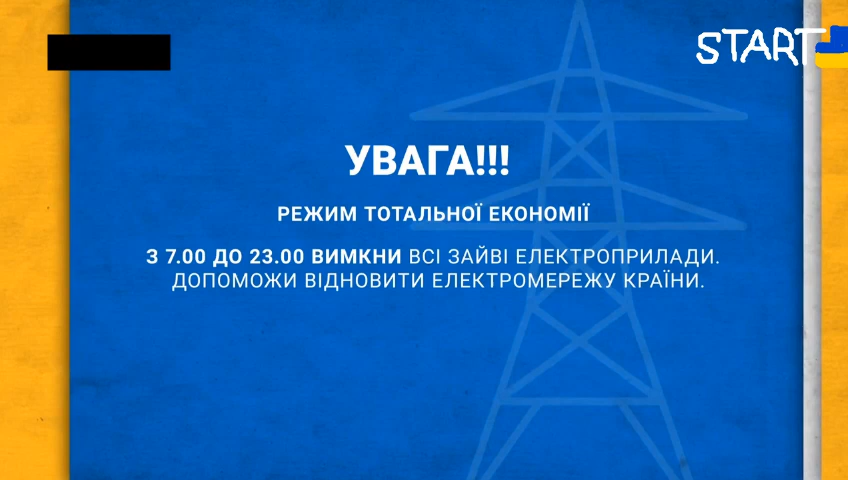 START
УВАГА!!!
РЕЖИМ ТОТАЛЬНОЇ ЕКОНОМІЇ
З 7.00 ДО 23.00 ВИМКНИ ВСІ ЗАЙВІ ЕЛЕКТРОПРИЛАДИ.
ДОПОМОЖИ ВІДНОВИТИ ЕЛЕКТРОМЕРЕЖУ КРАЇНИ.